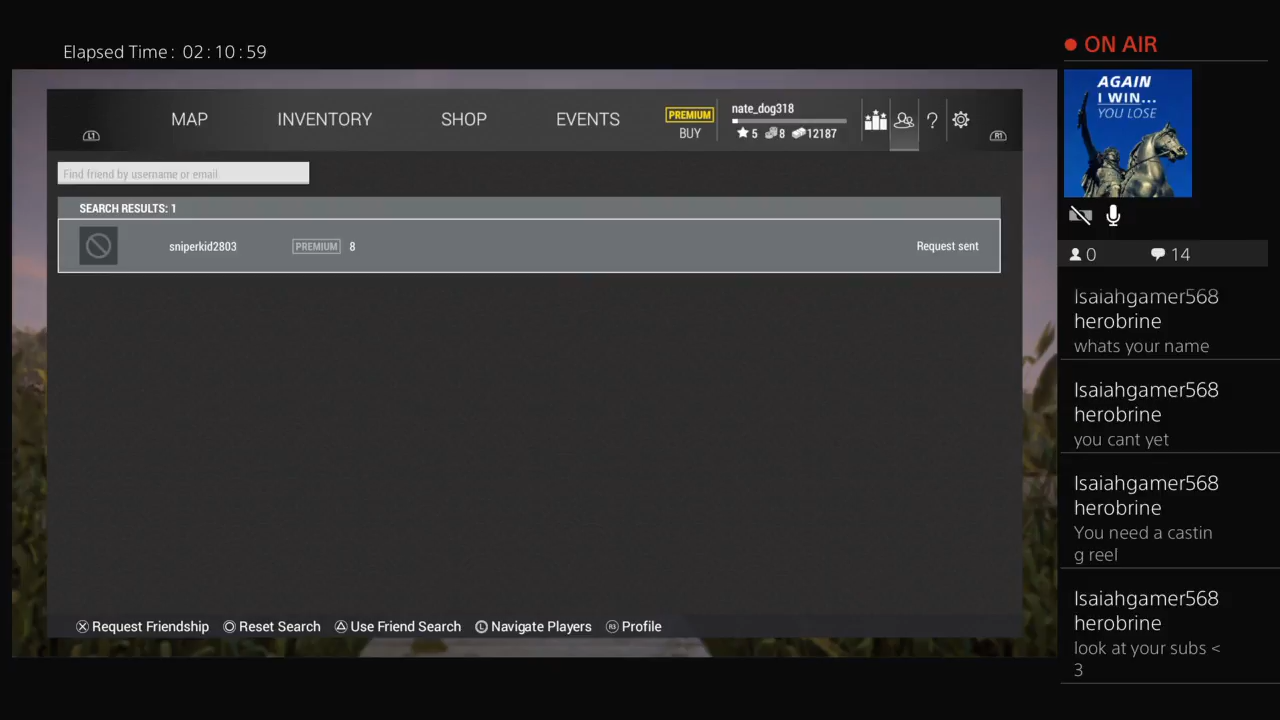 Elapsed Time: 02:10:59
ON AIR
AGAIN
I WIN...
YOU LOSE
L1
MAP
INVENTORY
SHOP
EVENTS
PREMIUM
BUY
nate_dog318
5 8 12187
?
R1
Find friend by username or email
SEARCH RESULTS: 1
sniperkid2803 PREMIUM 8 Request sent
Request Friendship Reset Search Use Friend Search L Navigate Players R3 Profile
0 14
Isaiahgamer568
herobrine
whats your name
Isaiahgamer568
herobrine
you cant yet
Isaiahgamer568
herobrine
You need a castin
g reel
Isaiahgamer568
herobrine
look at your subs <
3